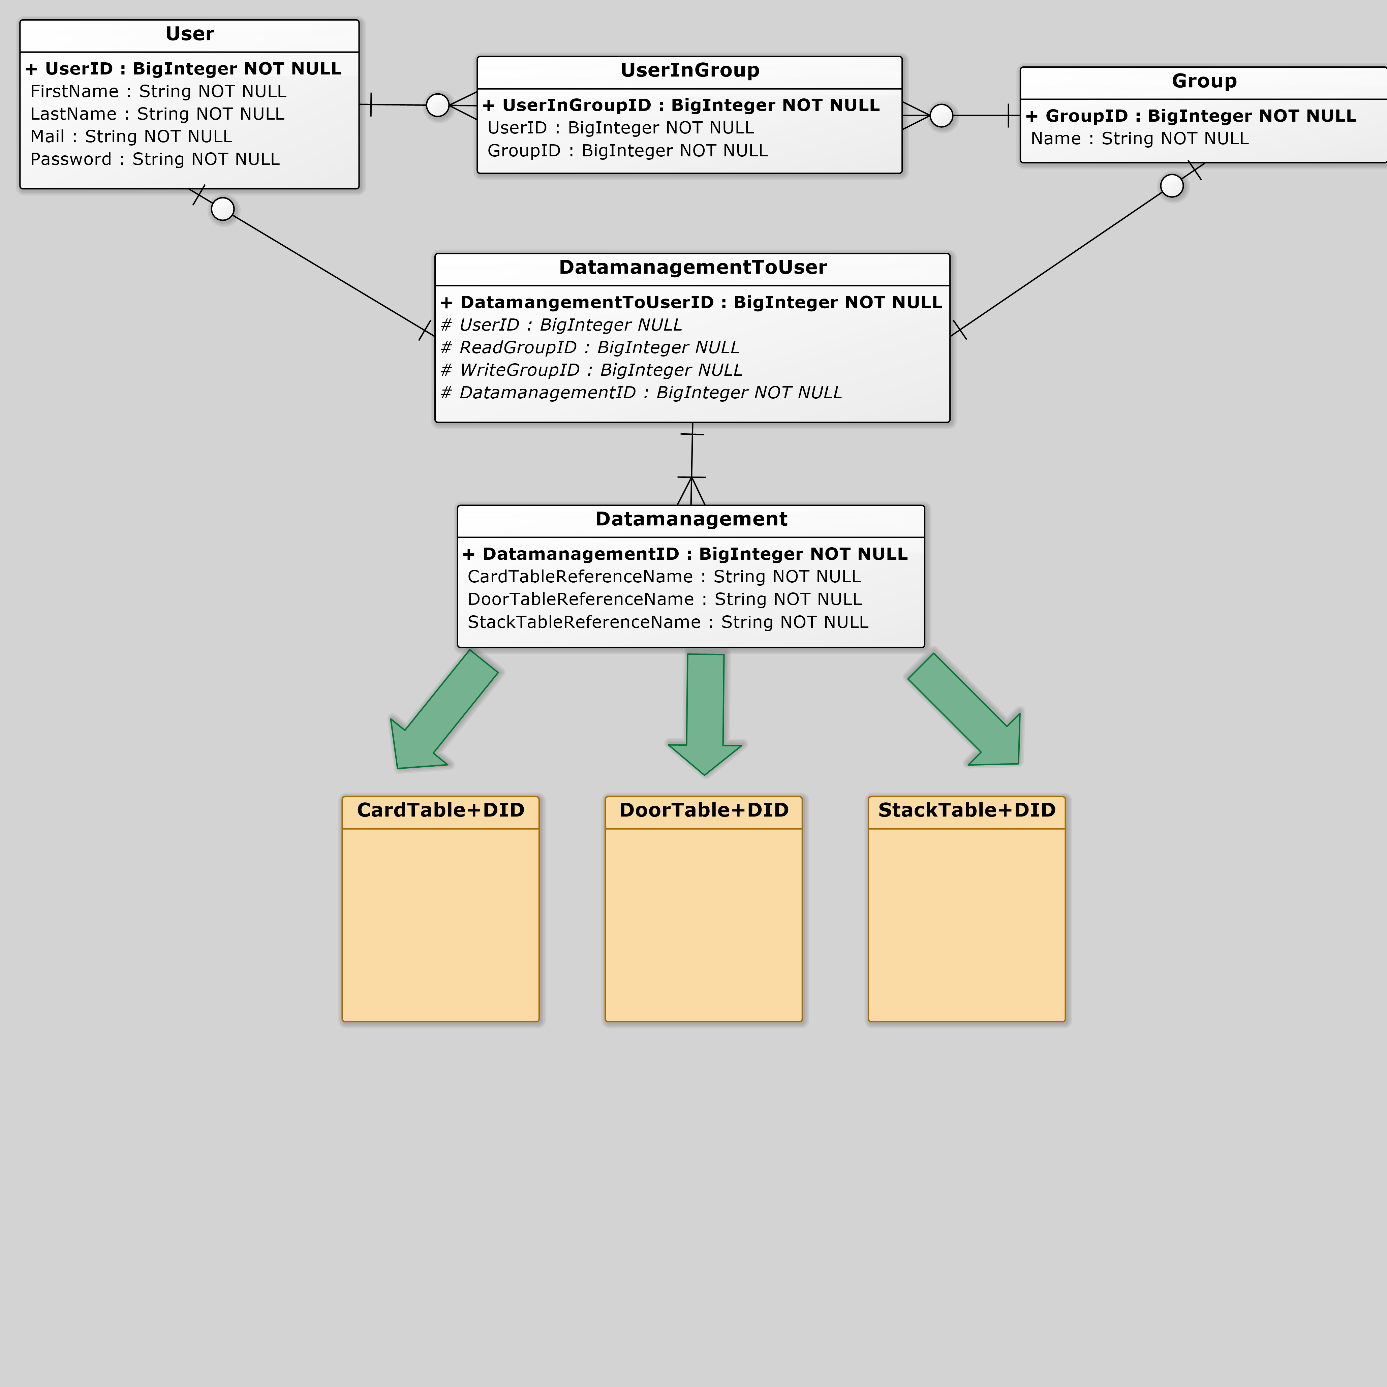 User
+ UserID : BigInteger NOT NULL
FirstName : String NOT NULL
LastName : String NOT NULL
Mail : String NOT NULL
Password : String NOT NULL
UserInGroup
+ UserInGroupID : BigInteger NOT NULL
UserID : BigInteger NOT NULL
GroupID : BigInteger NOT NULL
Group
+ GroupID : BigInteger NOT NULL
Name : String NOT NULL
DatamanagementToUser
+ DatamangementToUserID : BigInteger NOT NULL
# UserID : BigInteger NULL
# ReadGroupID : BigInteger NULL
# WriteGroupID : BigInteger NULL
# DatamanagementID : BigInteger NOT NULL
Datamanagement
+ DatamanagementID : BigInteger NOT NULL
CardTableReferenceName : String NOT NULL
DoorTableReferenceName : String NOT NULL
StackTableReferenceName : String NOT NULL
CardTable+DID
DoorTable+DID
StackTable+DID